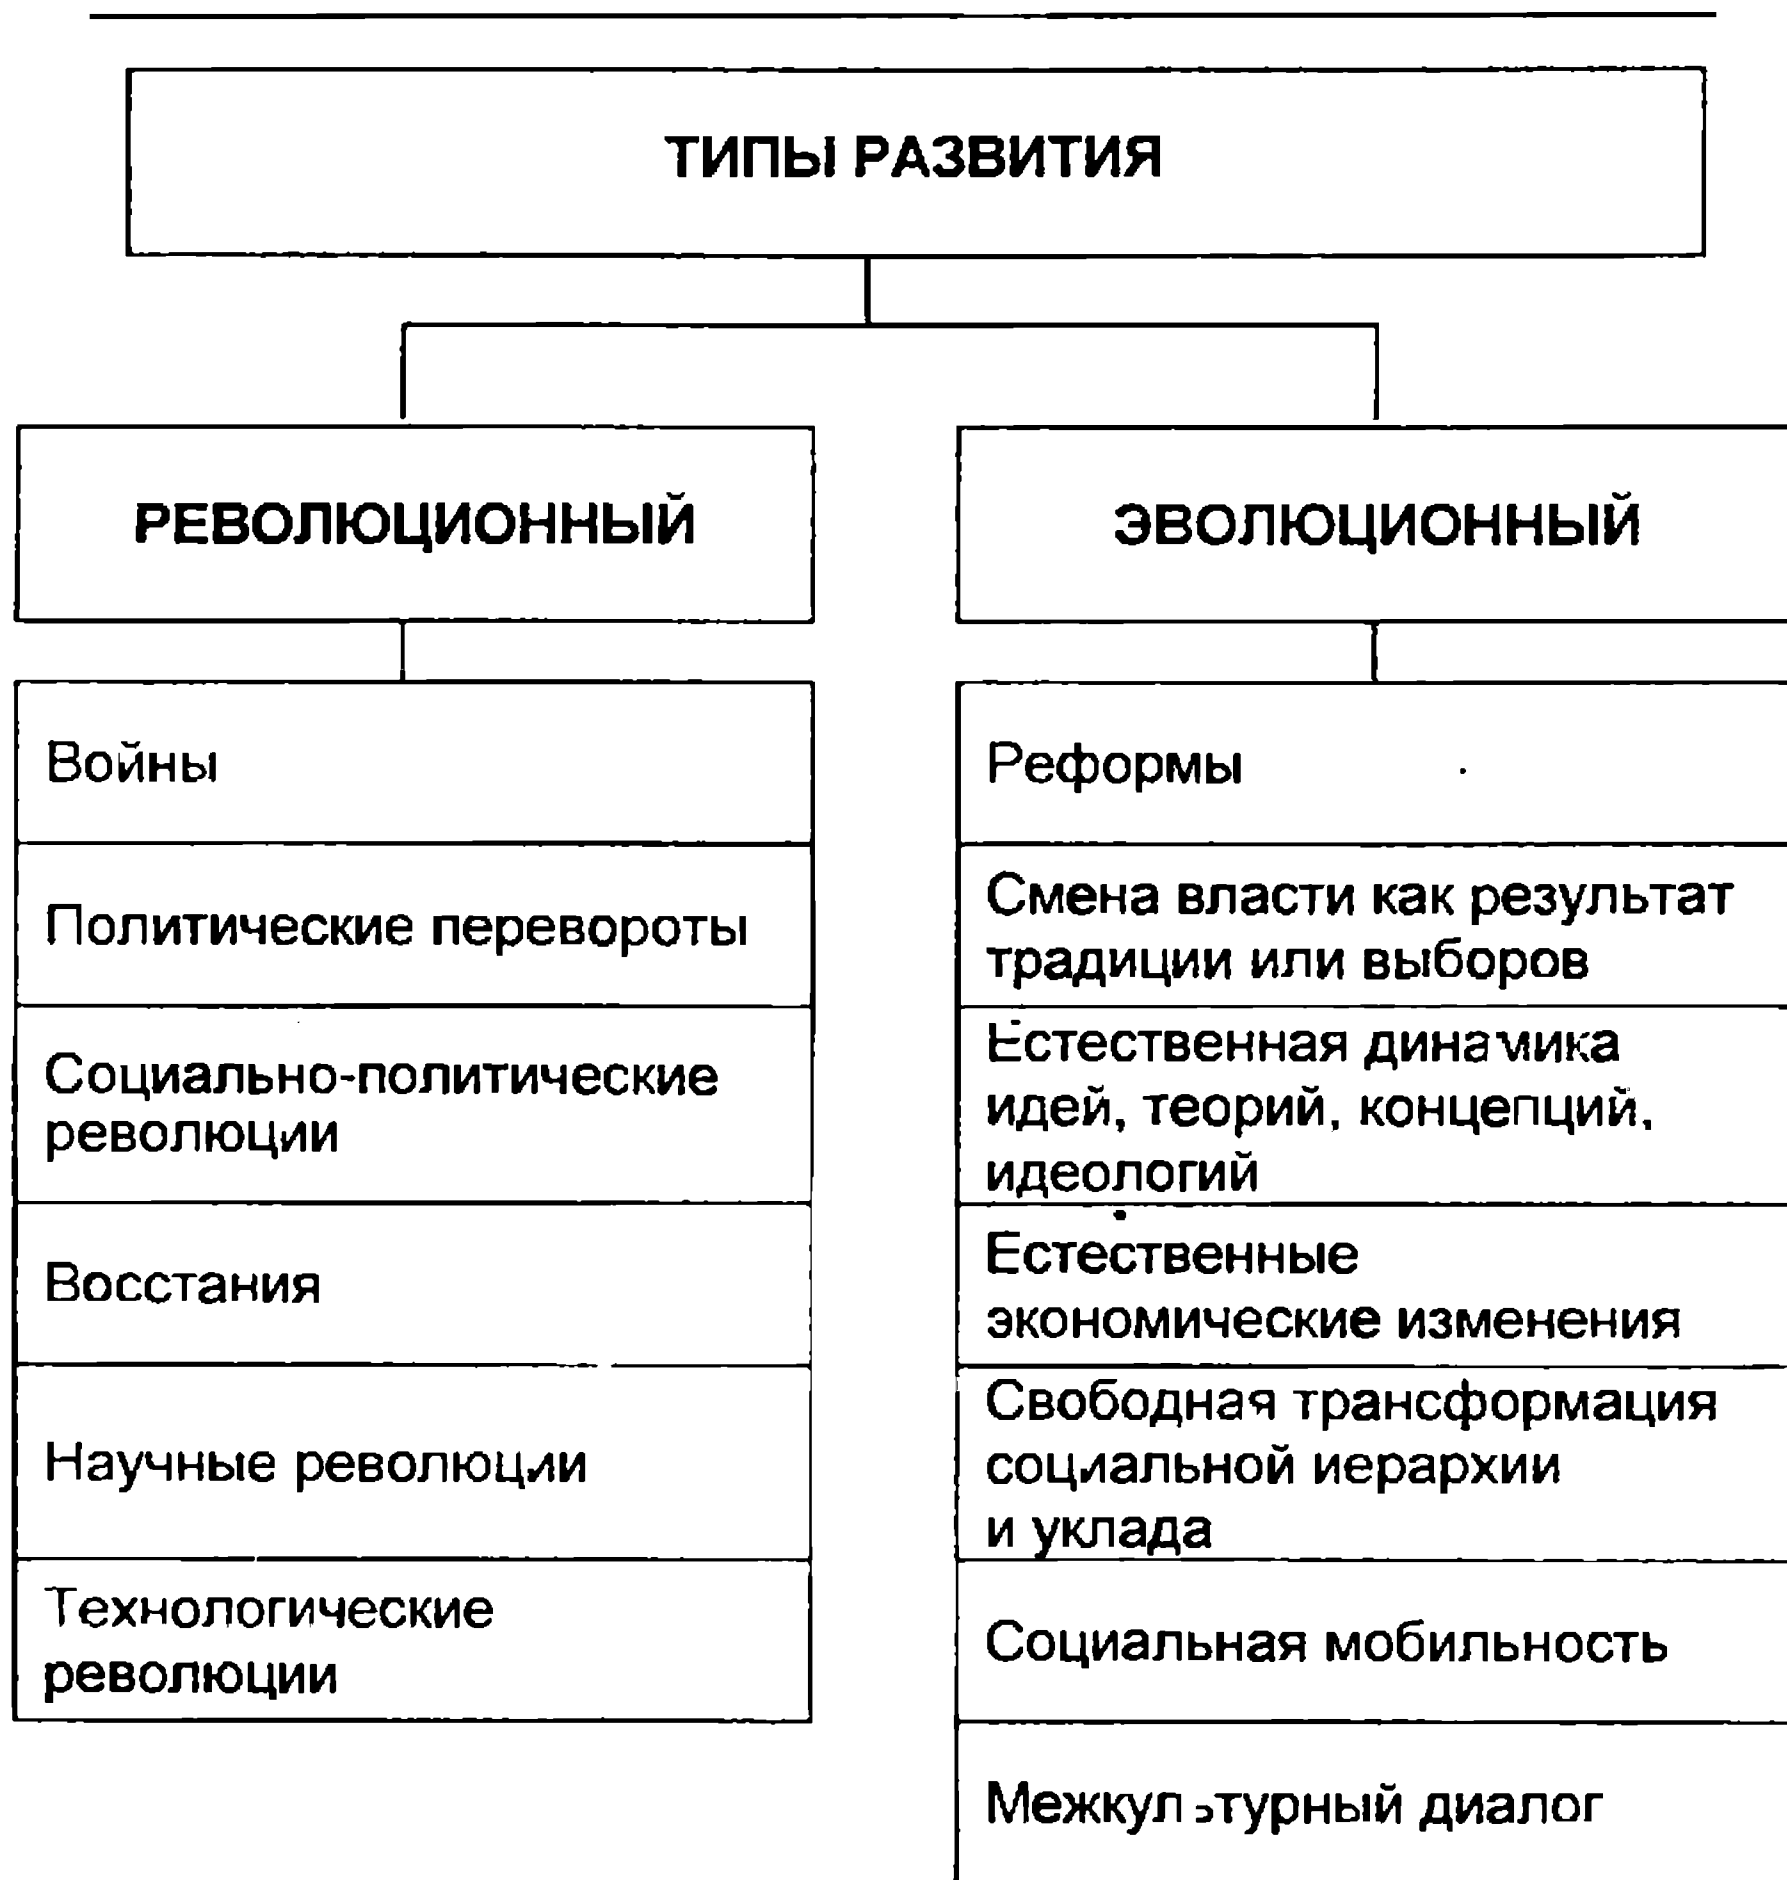 ТИПЫ РАЗВИТИЯ
РЕВОЛЮЦИОННЫЙ
Войны
Политические перевороты
Социально-политические
революции
Восстания
Научные революции
Технологические
революции
ЭВОЛЮЦИОННЫЙ
Реформы
Смена власти как результат
традиции или выборов
Естественная динамика
идей, теорий, концепций,
идеологий
Естественные
экономические изменения
Свободная трансформация
социальной иерархии
и уклада
Социальная мобильность
Межкультурный диалог